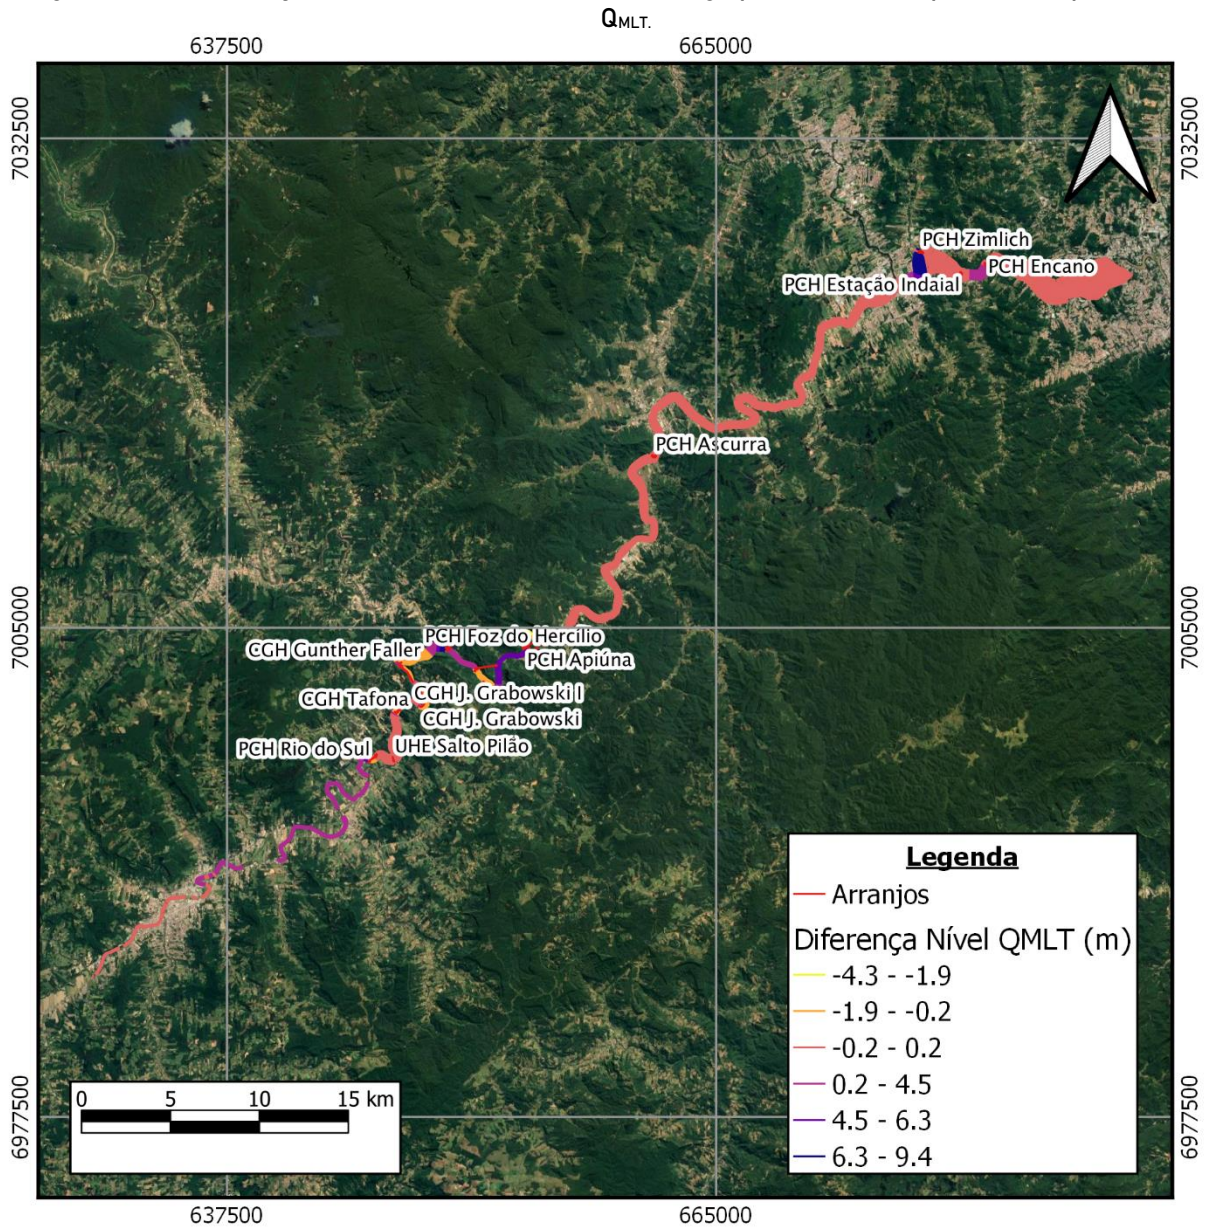 QMLT.
637500
665000
7032500
7032500
PCH Zimlich
PCH Encano
PCH Estação Indaial
PCH Ascurra
7005000
7005000
PCH Foz do Hercílio
CGH Gunther Faller
PCH Apiúna
CGH J. Grabowski I
CGH Tafona
CGH J. Grabowski
PCH Rio do Sul
UHE Salto Pilão
Legenda
Arranjos
Diferença Nível QMLT (m)
-4.3 - -1.9
-1.9 - -0.2
-0.2 - 0.2
0.2 - 4.5
4.5 - 6.3
6.3 - 9.4
0 5 10 15 km
6977500
6977500
637500
665000